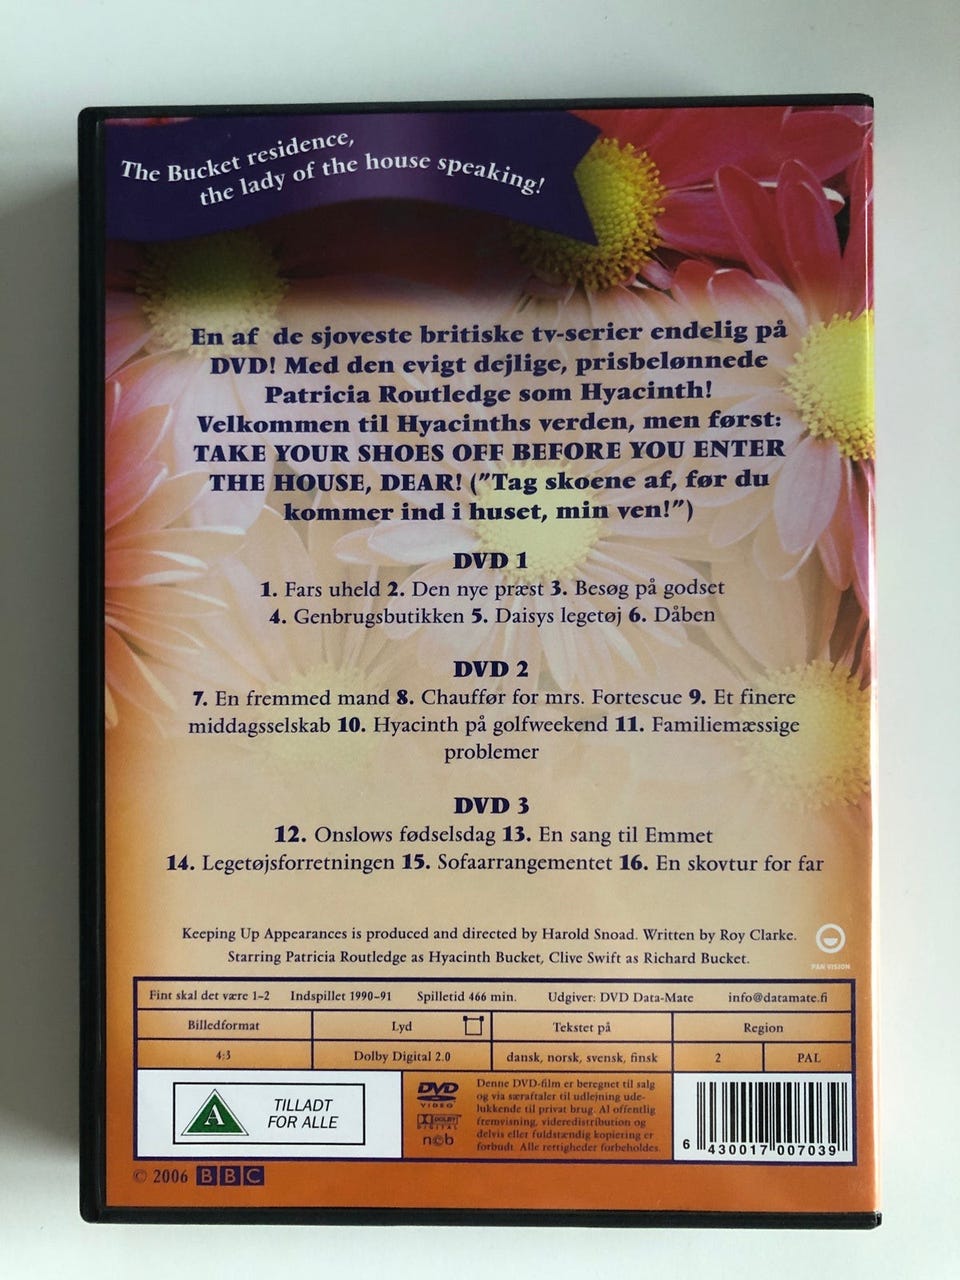 The Bucket residence,
the lady of the house speaking!
En af de sjoveste britiske tv-serier endelig på
DVD! Med den evigt dejlige, prisbelønnede
Patricia Routledge som Hyacinth!
Velkommen til Hyacinths verden, men først:
TAKE YOUR SHOES OFF BEFORE YOU ENTER
THE HOUSE, DEAR! ("Tag skoene af, før du
kommer ind i huset, min ven!")
DVD 1
1. Fars uheld 2. Den nye præst 3. Besøg på godset
4. Genbrugsbutikken 5. Daisys legetøj 6. Dåben
DVD 2
7. En fremmed mand 8. Chauffør for mrs. Fortescue 9. Et finere
middagsselskab 10. Hyacinth på golfweekend 11. Familiemæssige
problemer
DVD 3
12. Onslows fødselsdag 13. En sang til Emmet
14. Legetøjsforretningen 15. Sofaarrangementet 16. En skovtur for far
Keeping Up Appearances is produced and directed by Harold Snoad. Written by Roy Clarke.
Starring Patricia Routledge as Hyacinth Bucket, Clive Swift as Richard Bucket.
PAN VISION
Fint skal det være 1-2 Indspillet 1990-91 Spilletid 466 min. Udgiver: DVD Data-Mate info@datamate.fi
Billedformat Lyd Tekstet på Region
4:3 Dolby Digital 2.0 dansk, norsk, svensk, finsk 2 PAL
A TILLADT
FOR ALLE
DVD
VIDEO
DOLBY
DIGITAL
ncb
Denne DVD-film er beregnet til salg
og via særaftaler til udlejning ude-
lukkende til privat brug. Al offentlig
fremvisning, videredistribution og
delvis eller fuldstændig kopiering er
forbudt. Alle rettigheder forbeholdes.
6 430017 007039
© 2006 BBC